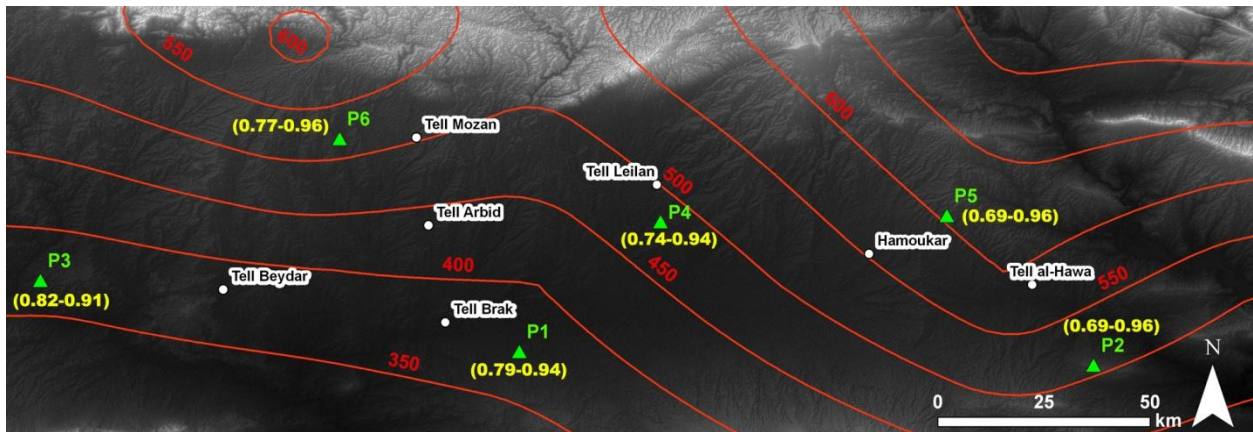 600
550
P6
(0.77-0.96)
Tell Mozan
600
Tell Leilan
500
Tell Arbid
P4
P5
(0.69-0.96)
(0.74-0.94)
Hamoukar
P3
Tell Beydar
400
450
Tell al-Hawa
550
(0.82-0.91)
Tell Brak
P1
(0.69-0.96)
P2
N
350
(0.79-0.94)
0 25 50
km